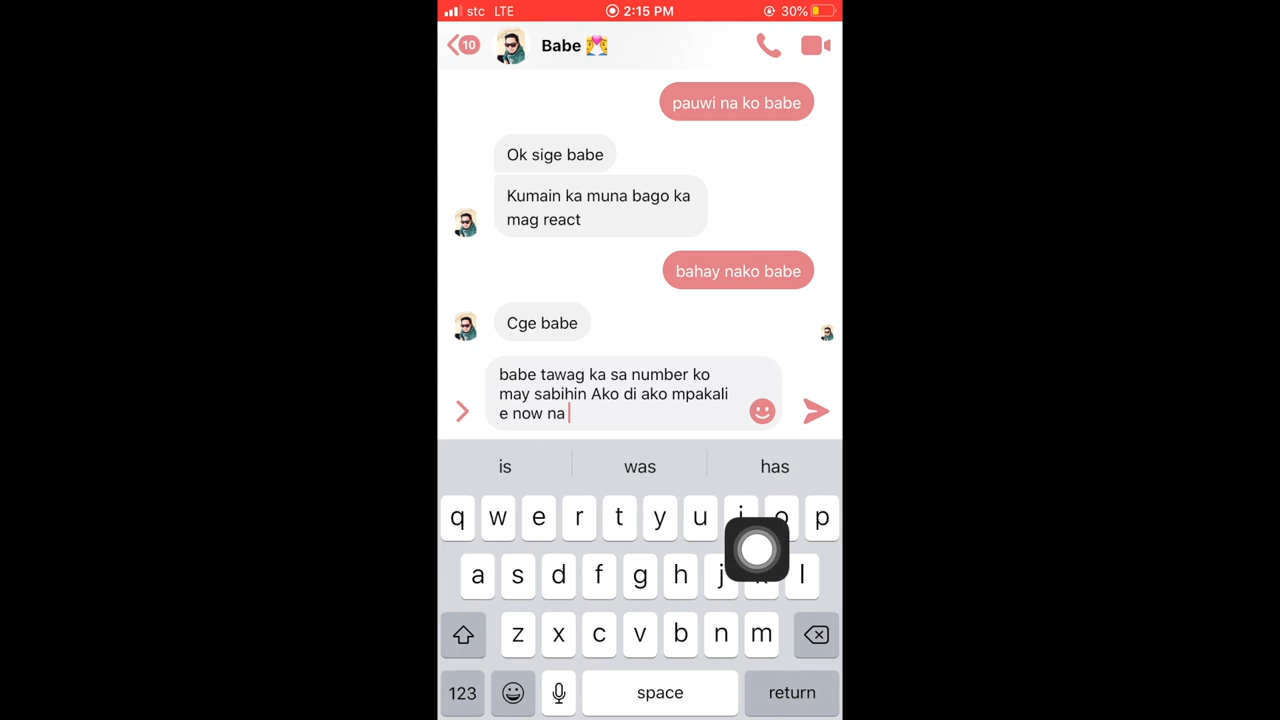 stc LTE 2:15 PM 30%
10 Babe
pauwi na ko babe
Ok sige babe
Kumain ka muna bago ka
mag react
bahay nako babe
Cge babe
babe tawag ka sa number ko
may sabihin Ako di ako mpakali
e now na
is was has
q w e r t y u i o p
a s d f g h j k l
z x c v b n m
123 space return